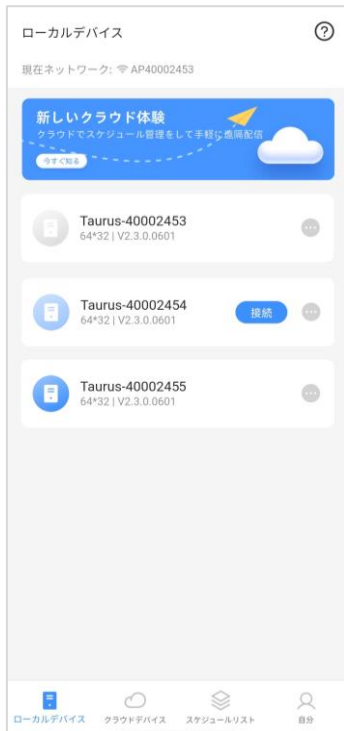 ローカルデバイス
現在ネットワーク: AP40002453
新しいクラウド体験
クラウドでスケジュール管理をして手軽に遠隔配信
今すぐ知る
Taurus-40002453
64*32 | V2.3.0.0601
Taurus-40002454
64*32 | V2.3.0.0601
接続
Taurus-40002455
64*32 | V2.3.0.0601
ローカルデバイス
クラウドデバイス
スケジュールリスト
自分